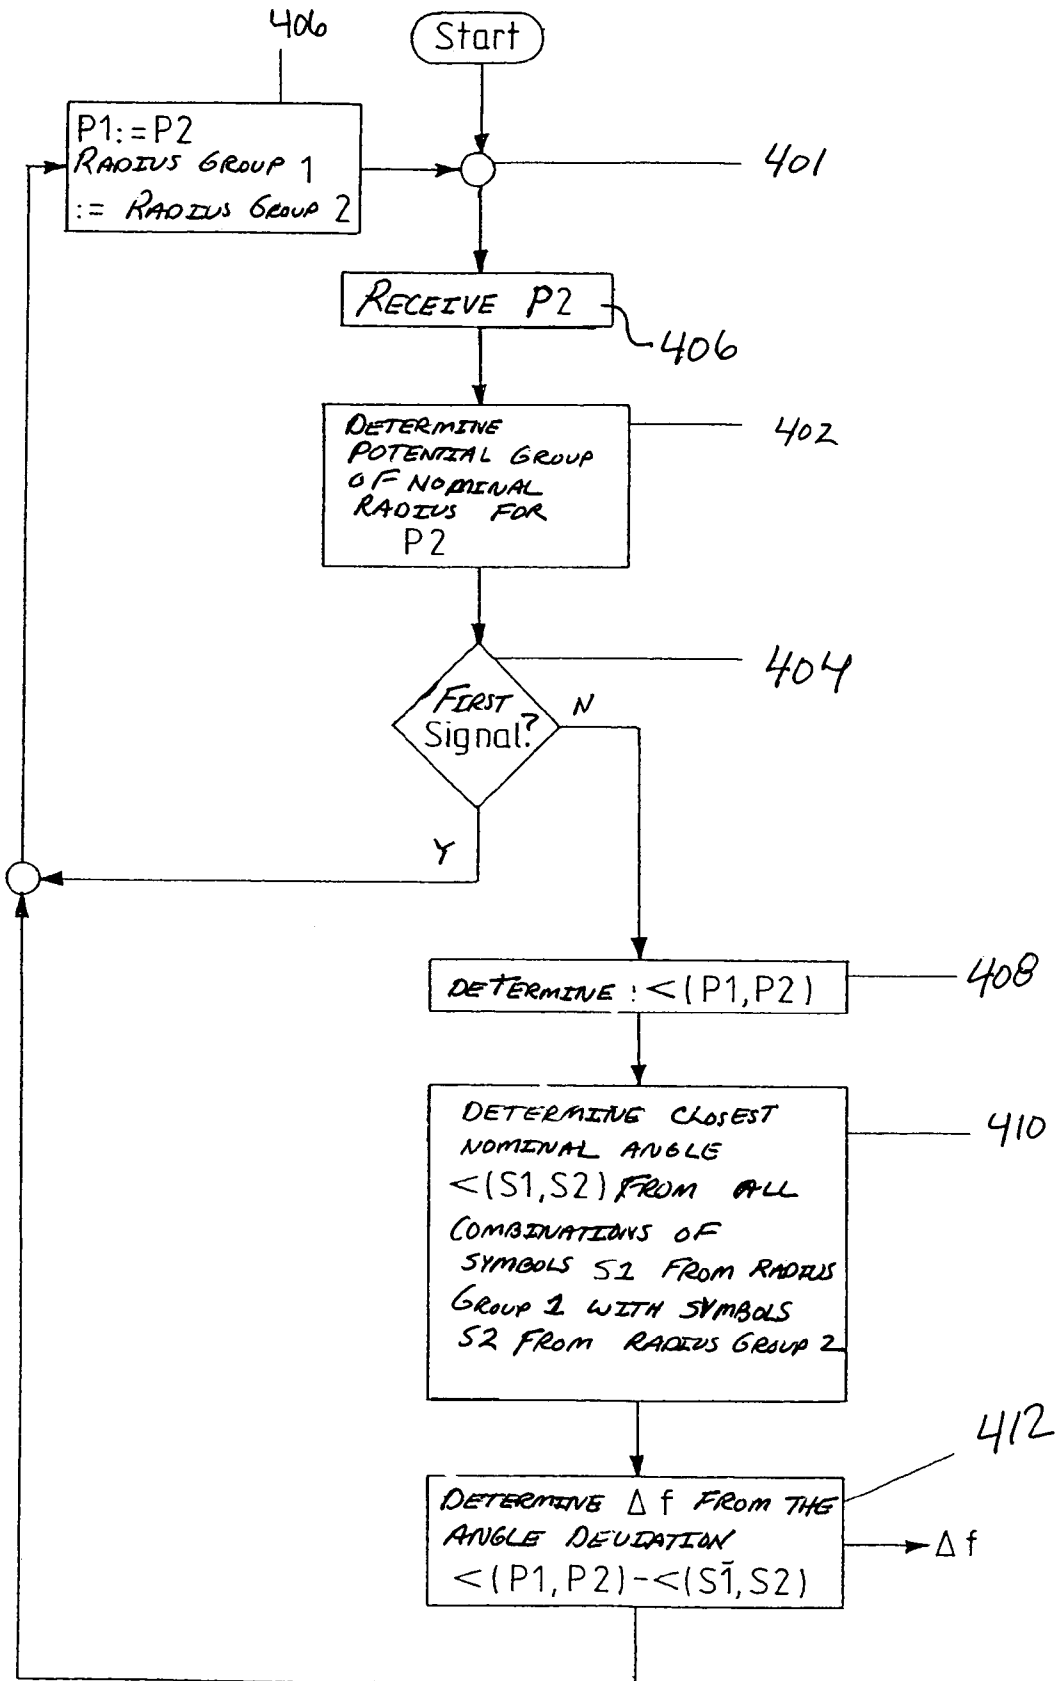 406
Start
P1:=P2
RADIUS GROUP 1
:= RADIUS GROUP 2
401
RECEIVE P2
406
DETERMINE
POTENTIAL GROUP
OF NOMINAL
RADIUS FOR
P2
402
404
FIRST
Signal?
N
Y
DETERMINE : <(P1,P2)
408
DETERMINE CLOSEST
NOMINAL ANGLE
<(S1,S2) FROM ALL
COMBINATIONS OF
SYMBOLS S1 FROM RADIUS
GROUP 1 WITH SYMBOLS
S2 FROM RADIUS GROUP 2
410
412
DETERMINE Δf FROM THE
ANGLE DEVIATION
<(P1,P2)-<(S1,S2)
Δf